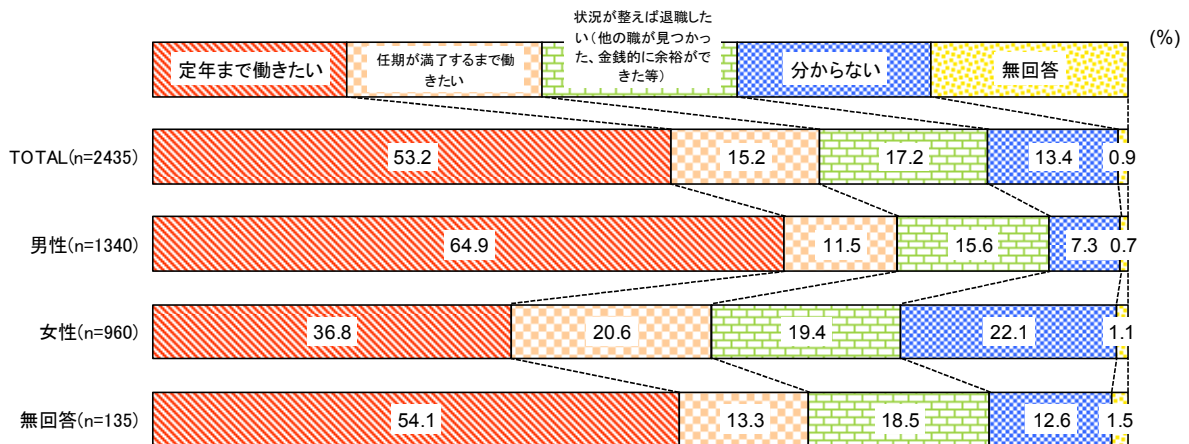 (%)
定年まで働きたい
任期が満了するまで働
きたい
状況が整えば退職した
い（他の職が見つかっ
た、金銭的に余裕がで
きた等）
分からない
無回答
TOTAL(n=2435) 53.2 15.2 17.2 13.4 0.9
男性(n=1340) 64.9 11.5 15.6 7.3 0.7
女性(n=960) 36.8 20.6 19.4 22.1 1.1
無回答(n=135) 54.1 13.3 18.5 12.6 1.5